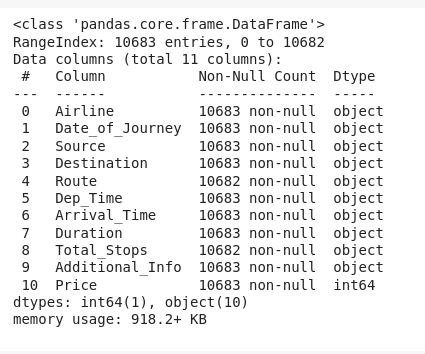 <class 'pandas.core.frame.DataFrame'>
RangeIndex: 10683 entries, 0 to 10682
Data columns (total 11 columns):
 #   Column           Non-Null Count  Dtype
---  ------           --------------  -----
 0   Airline          10683 non-null  object
 1   Date_of_Journey  10683 non-null  object
 2   Source           10683 non-null  object
 3   Destination      10683 non-null  object
 4   Route            10682 non-null  object
 5   Dep_Time         10683 non-null  object
 6   Arrival_Time     10683 non-null  object
 7   Duration         10683 non-null  object
 8   Total_Stops      10682 non-null  object
 9   Additional_Info  10683 non-null  object
 10  Price            10683 non-null  int64
dtypes: int64(1), object(10)
memory usage: 918.2+ KB